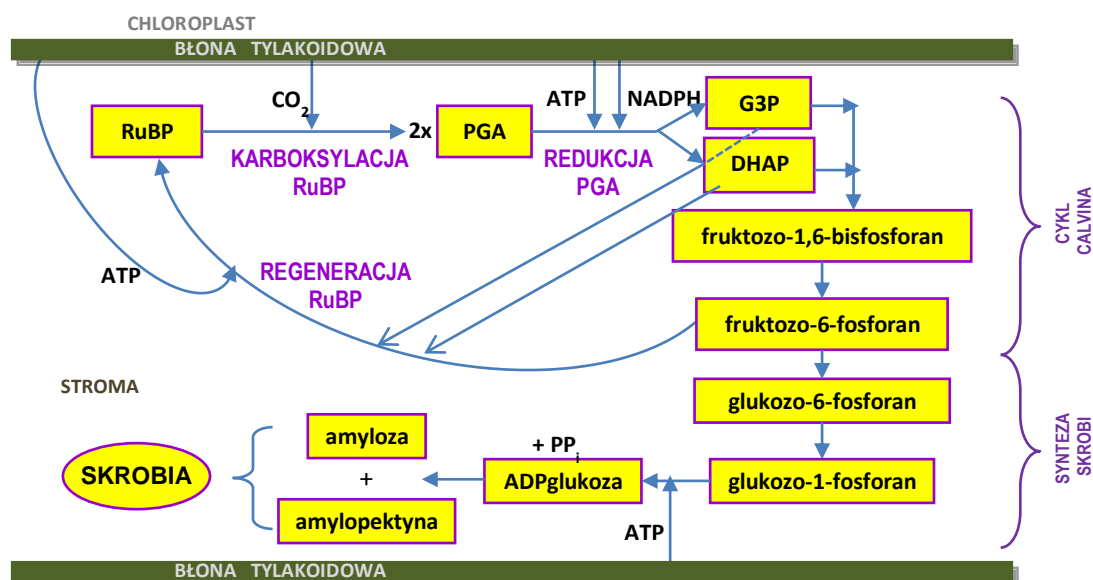 CHLOROPLAST
BŁONA TYLAKOIDOWA
CO2
ATP
NADPH
G3P
RuBP
2x
PGA
DHAP
KARBOKSYLACJA
RuBP
REDUKCJA
PGA
CYKL
CALVINA
fruktozo-1,6-bisfosforan
ATP
REGENERACJA
RuBP
fruktozo-6-fosforan
STROMA
glukozo-6-fosforan
SYNTEZA
SKROBI
amyloza
+ PPi
SKROBIA
+
ADPglukoza
glukozo-1-fosforan
amylopektyna
ATP
BŁONA TYLAKOIDOWA